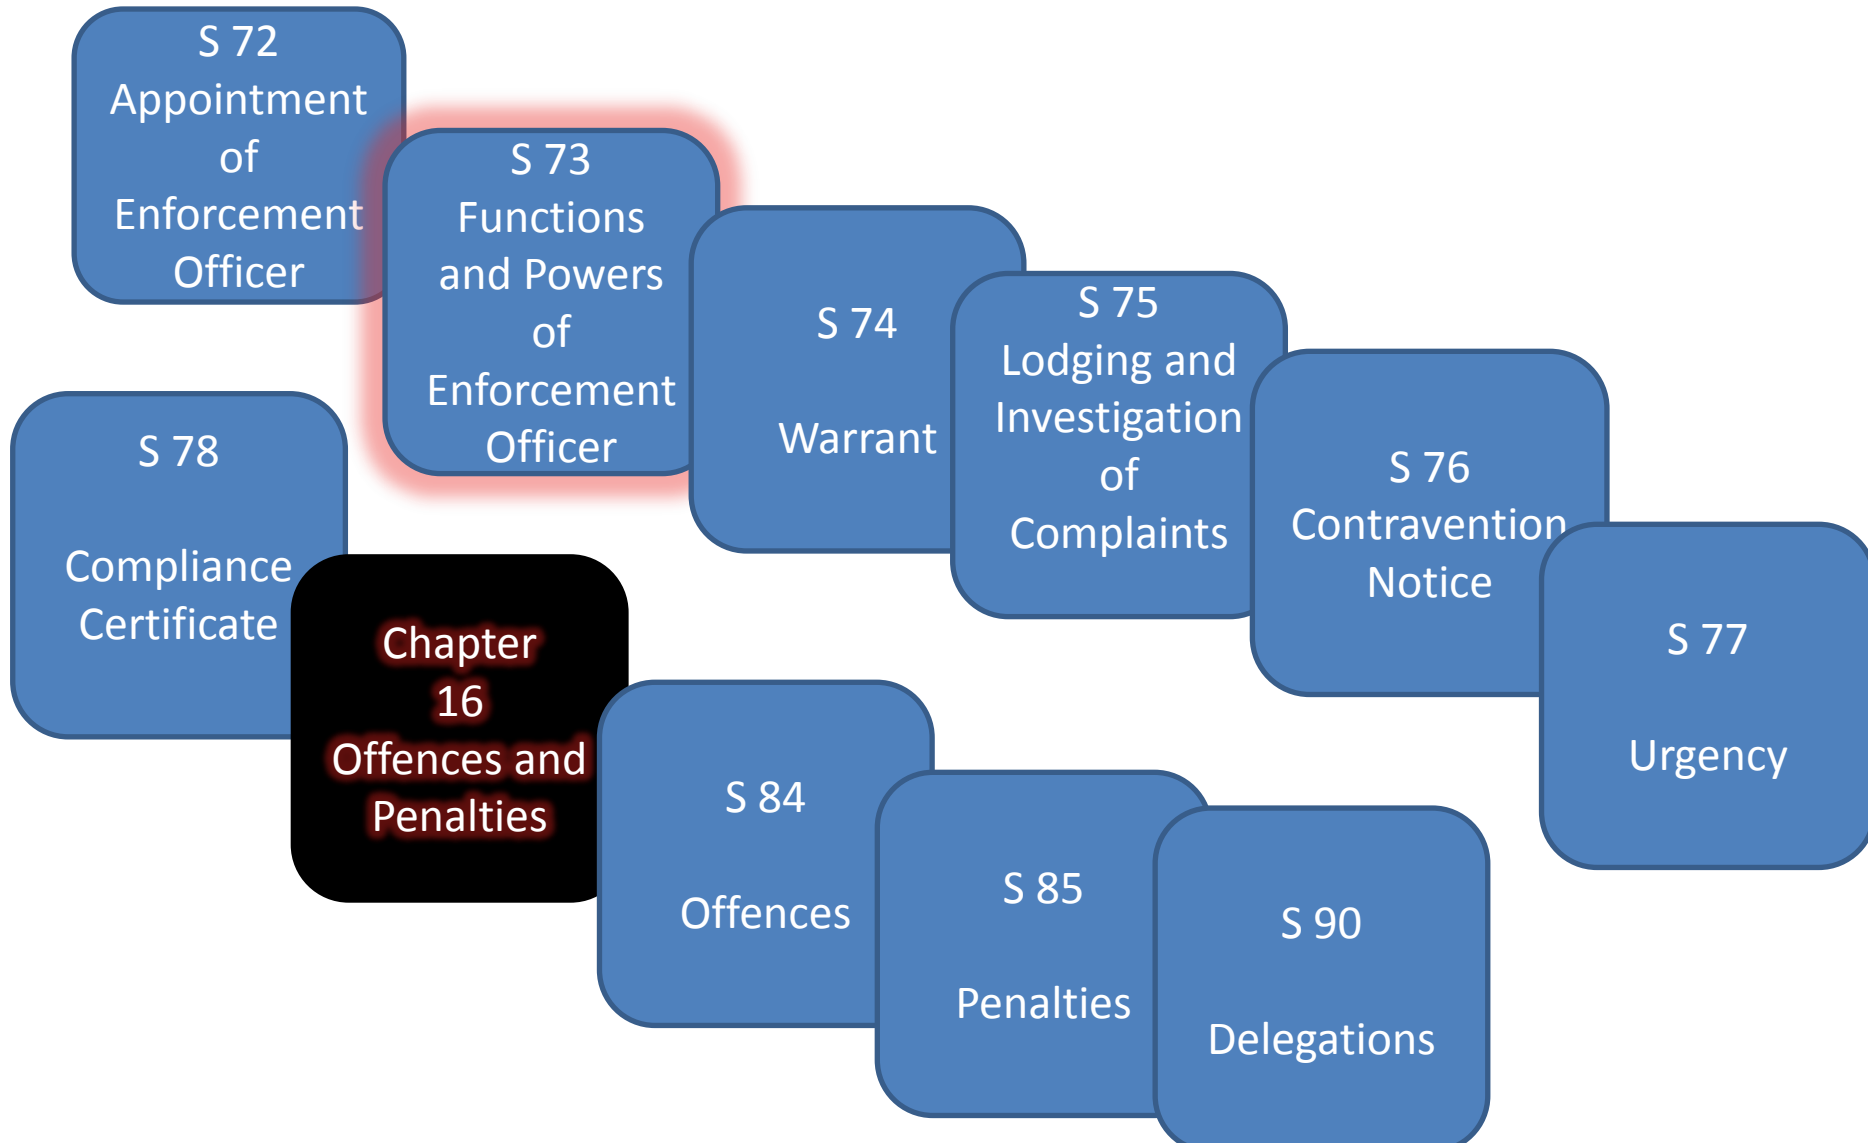 S 72
Appointment
of
Enforcement
Officer
S 73
Functions
and Powers
of
Enforcement
Officer
S 74
Warrant
S 75
Lodging and
Investigation
of
Complaints
S 76
Contravention
Notice
S 77
Urgency
S 78
Compliance
Certificate
Chapter
16
Offences and
Penalties
S 84
Offences
S 85
Penalties
S 90
Delegations